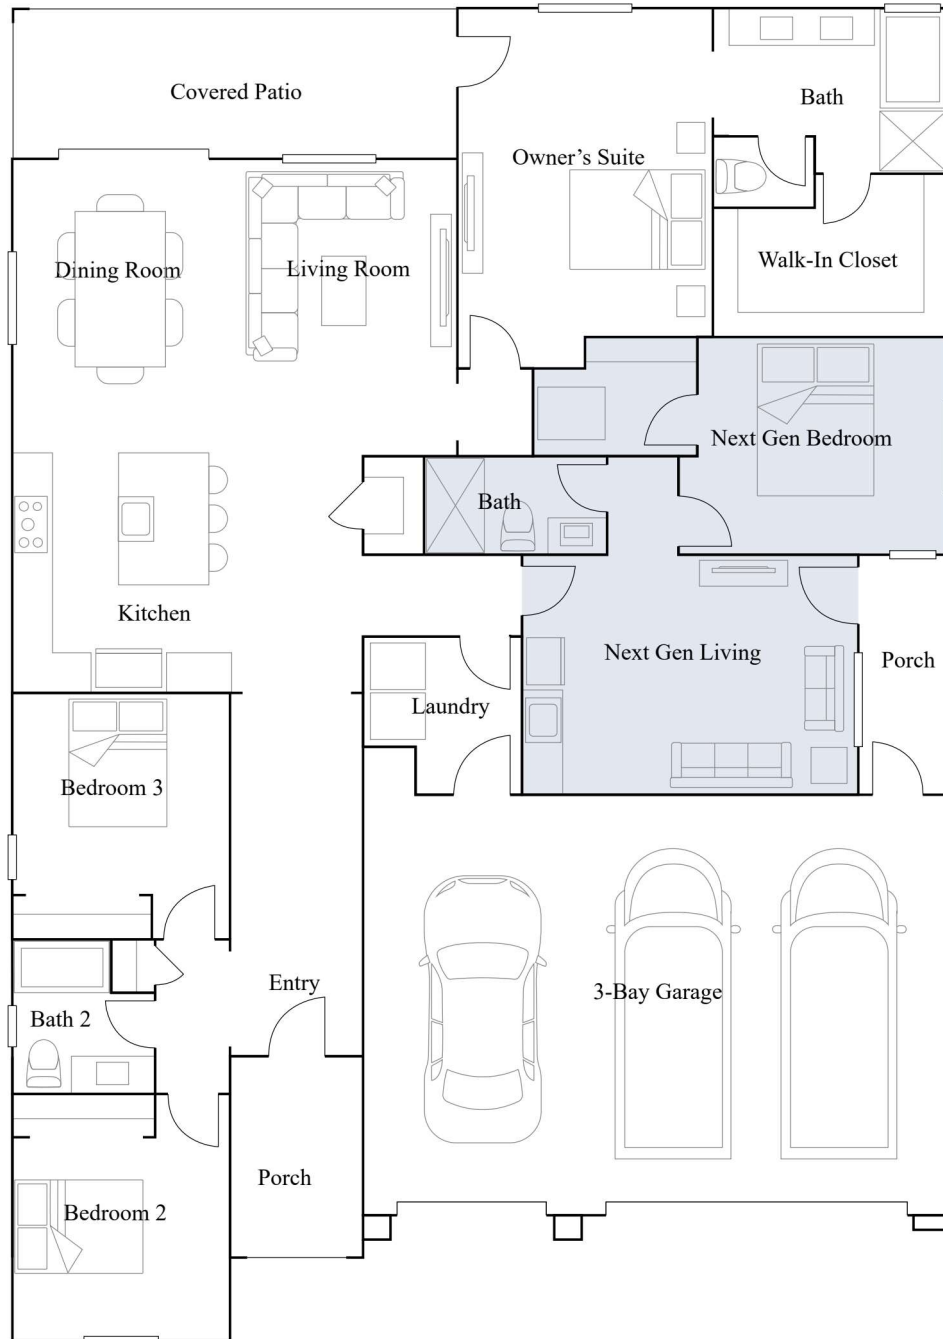 Covered Patio
Bath
Owner's Suite
Walk-In Closet
Dining Room
Living Room
Next Gen Bedroom
Bath
Kitchen
Next Gen Living
Porch
Laundry
Bedroom 3
Entry
3-Bay Garage
Bath 2
Porch
Bedroom 2